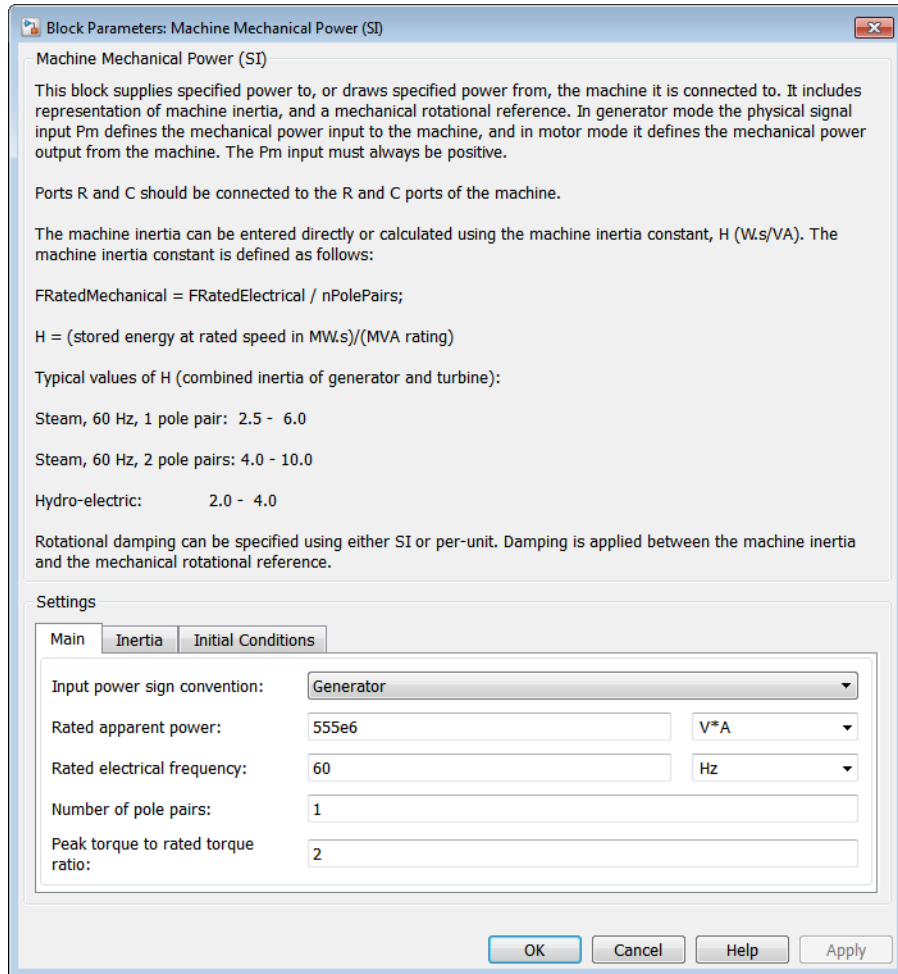 Block Parameters: Machine Mechanical Power (SI)
Machine Mechanical Power (SI)
This block supplies specified power to, or draws specified power from, the machine it is connected to. It includes
representation of machine inertia, and a mechanical rotational reference. In generator mode the physical signal
input Pm defines the mechanical power input to the machine, and in motor mode it defines the mechanical power
output from the machine. The Pm input must always be positive.
Ports R and C should be connected to the R and C ports of the machine.
The machine inertia can be entered directly or calculated using the machine inertia constant, H (W.s/VA). The
machine inertia constant is defined as follows:
FRatedMechanical = FRatedElectrical / nPolePairs;
H = (stored energy at rated speed in MW.s)/(MVA rating)
Typical values of H (combined inertia of generator and turbine):
Steam, 60 Hz, 1 pole pair: 2.5 - 6.0
Steam, 60 Hz, 2 pole pairs: 4.0 - 10.0
Hydro-electric: 2.0 - 4.0
Rotational damping can be specified using either SI or per-unit. Damping is applied between the machine inertia
and the mechanical rotational reference.
Settings
Main Inertia Initial Conditions
Input power sign convention: Generator
Rated apparent power: 555e6 V*A
Rated electrical frequency: 60 Hz
Number of pole pairs: 1
Peak torque to rated torque
ratio: 2
OK Cancel Help Apply